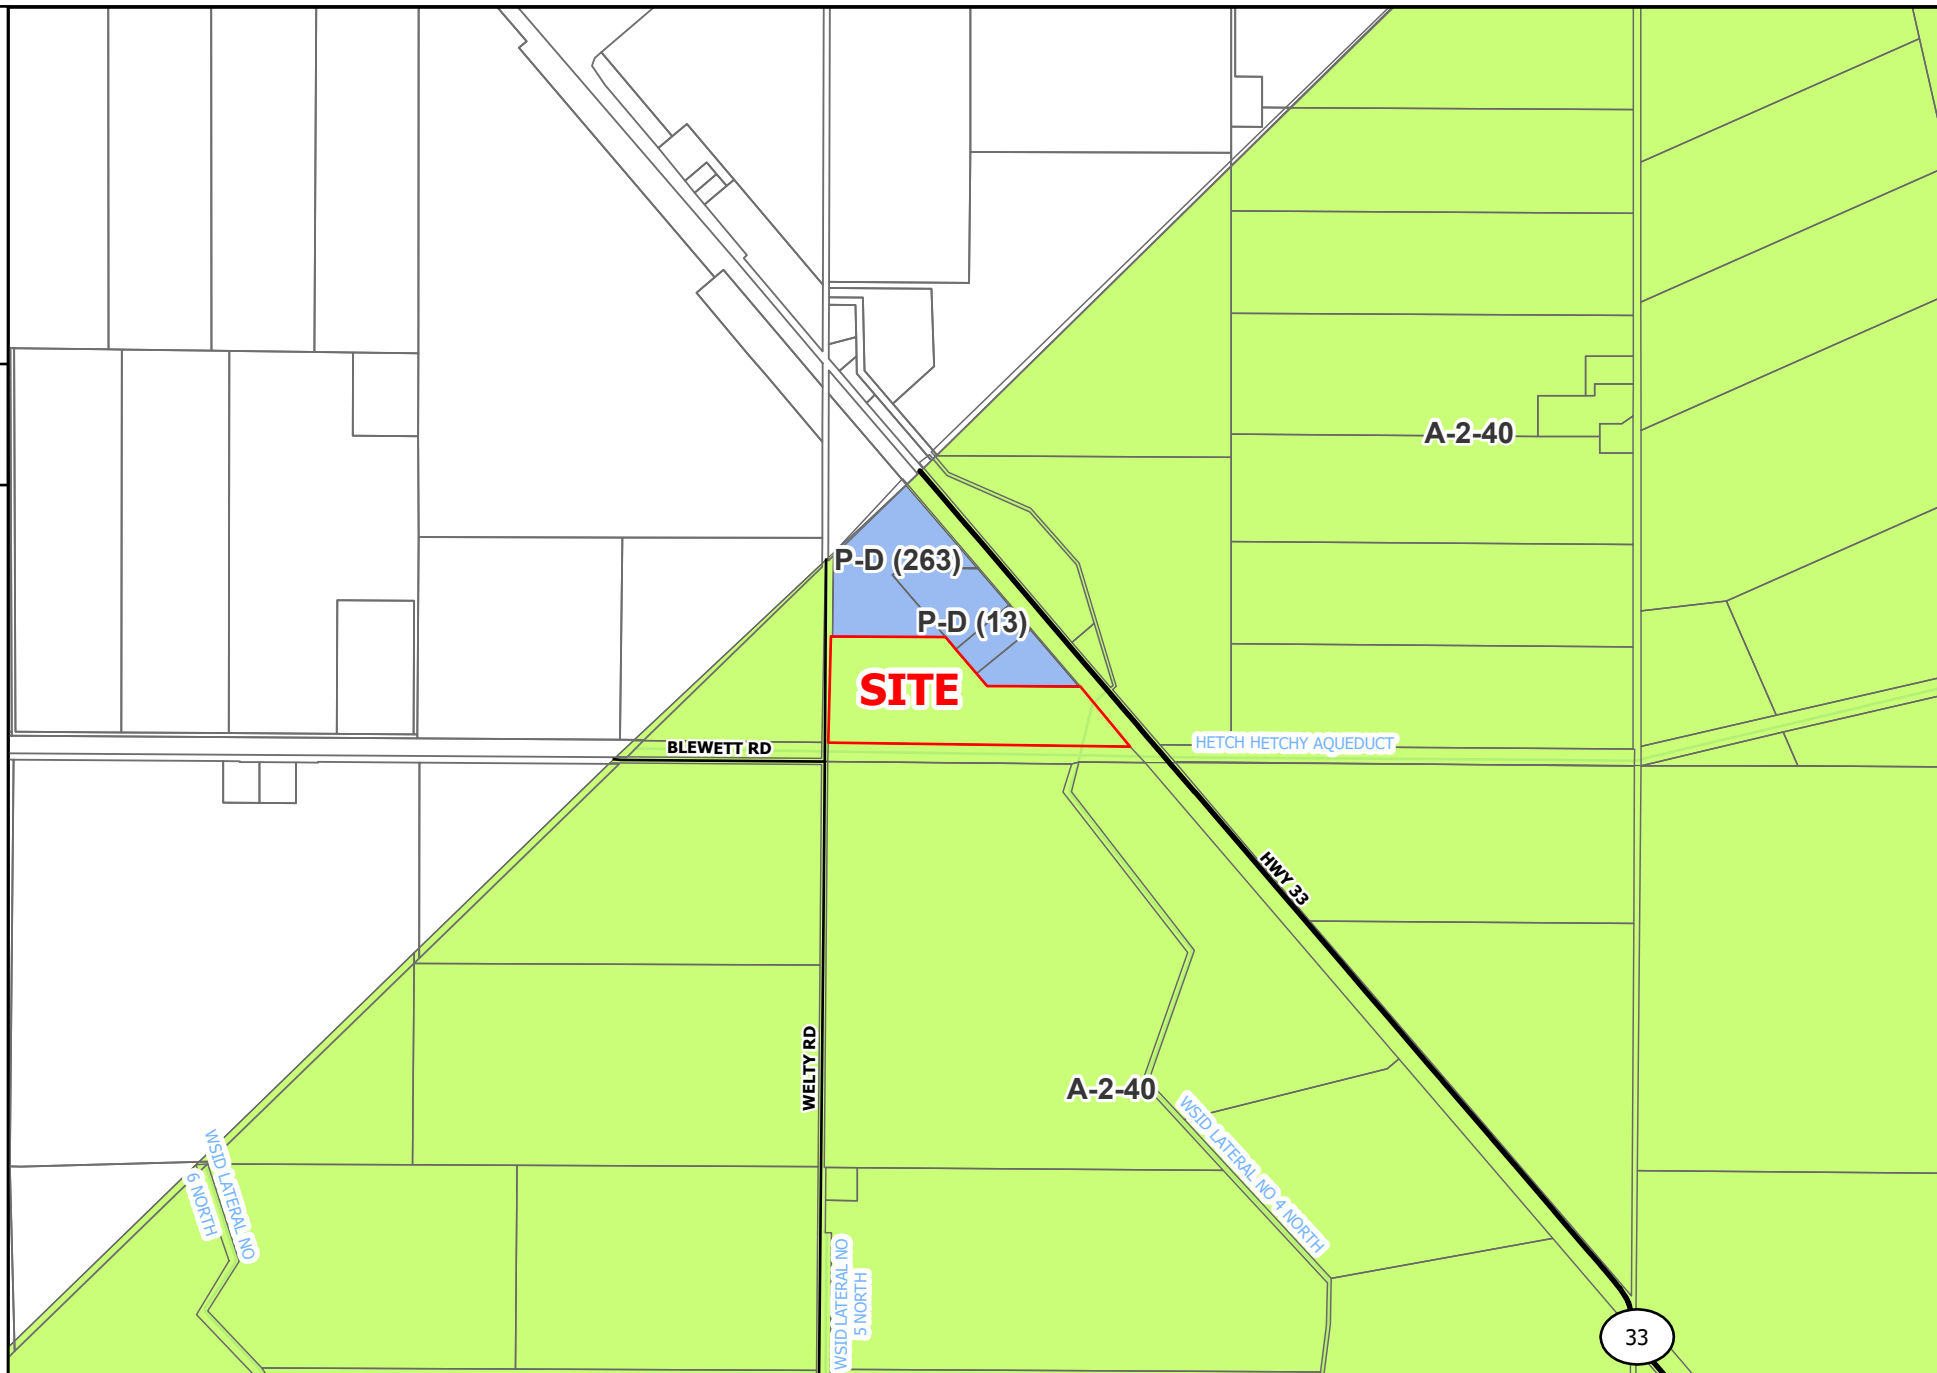 A-2-40
P-D (263)
P-D (13)
SITE
BLEWETT RD
HETCH HETCHY AQUEDUCT
HWY 33
WELTY RD
A-2-40
WSID LATERAL NO 4 NORTH
WSID LATERAL NO
6 NORTH
WSID LATERAL NO
5 NORTH
33